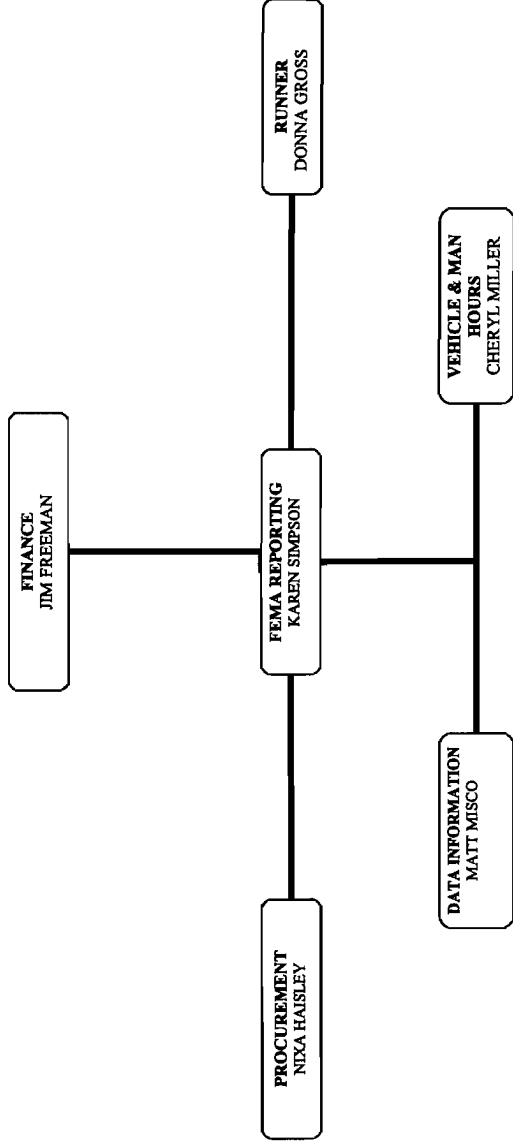 FINANCE
JIM FREEMAN
PROCUREMENT
NIXA HAISLEY
FEMA REPORTING
KAREN SIMPSON
RUNNER
DONNA GROSS
DATA INFORMATION
MATT MISCO
VEHICLE & MAN
HOURS
CHERYL MILLER